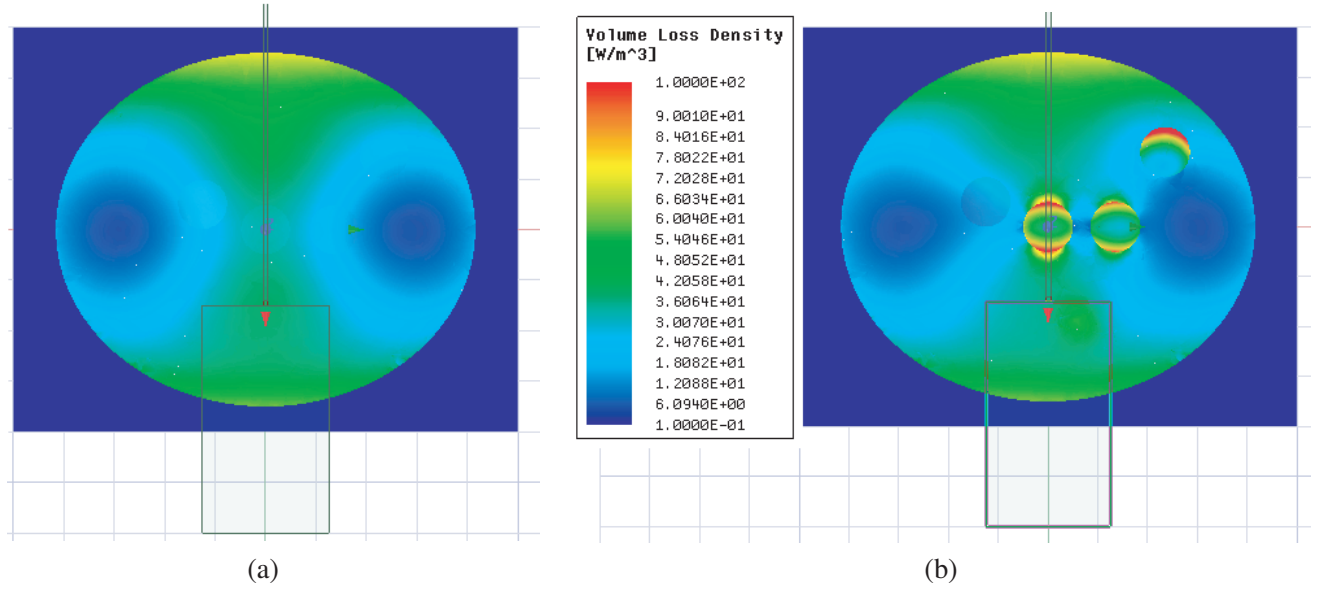 Volume Loss Density
[W/m^3]
1.0000E+02
9.0010E+01
8.4016E+01
7.8022E+01
7.2028E+01
6.6034E+01
6.0040E+01
5.4046E+01
4.8052E+01
4.2058E+01
3.6064E+01
3.0070E+01
2.4076E+01
1.8082E+01
1.2088E+01
6.0940E+00
1.0000E-01
(a)
(b)